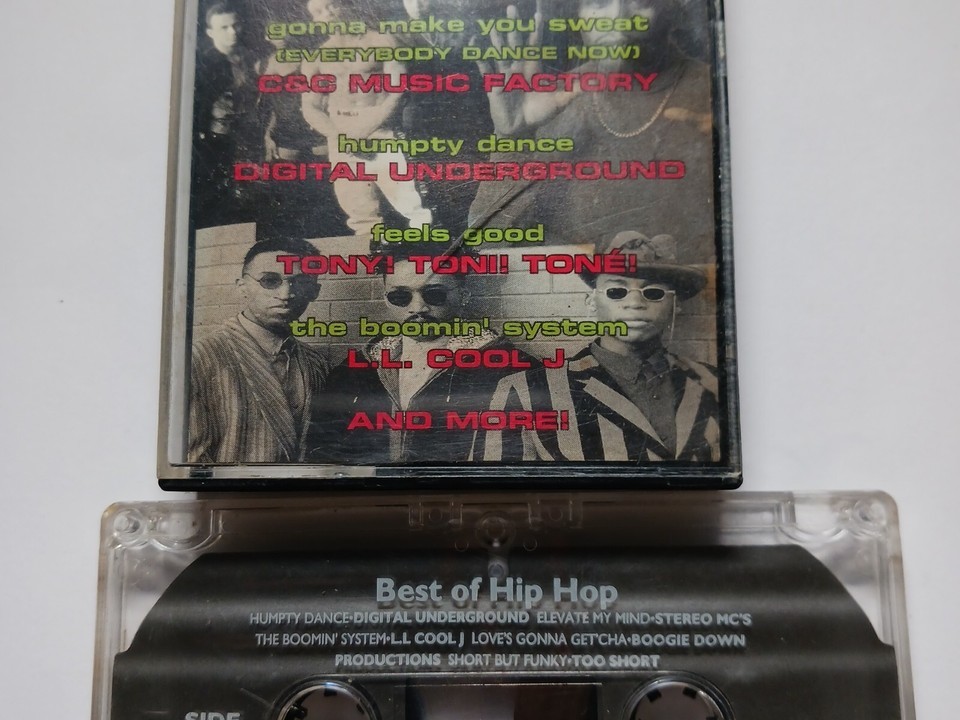 gonna make you sweat
(EVERYBODY DANCE NOW)
C&C MUSIC FACTORY
humpty dance
DIGITAL UNDERGROUND
feels good
TONY! TONI! TONÉ!
the boomin' system
L.L. COOL J
AND MORE!
Best of Hip Hop
HUMPTY DANCE•DIGITAL UNDERGROUND ELEVATE MY MIND•STEREO MC'S
THE BOOMIN' SYSTEM•L.L COOL J LOVE'S GONNA GET'CHA•BOOGIE DOWN
PRODUCTIONS SHORT BUT FUNKY•TOO SHORT
SIDE